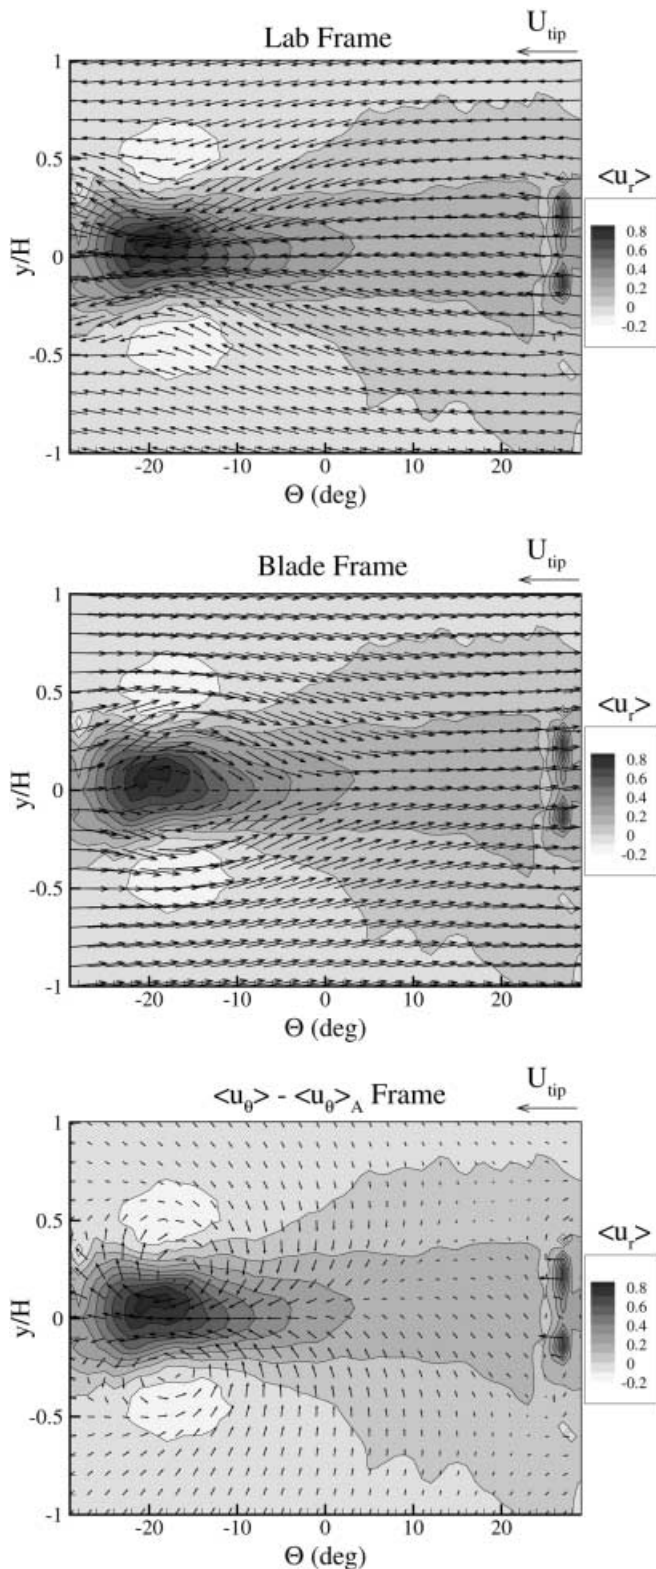 Lab Frame
U_tip
1
0.5
0
-0.5
-1
y/H
-20 -10 0 10 20
Θ (deg)
<u_r>
0.8
0.6
0.4
0.2
0
-0.2
Blade Frame
U_tip
1
0.5
0
-0.5
-1
y/H
-20 -10 0 10 20
Θ (deg)
<u_r>
0.8
0.6
0.4
0.2
0
-0.2
<u_θ> - <u_θ>_A Frame
U_tip
1
0.5
0
-0.5
-1
y/H
-20 -10 0 10 20
Θ (deg)
<u_r>
0.8
0.6
0.4
0.2
0
-0.2